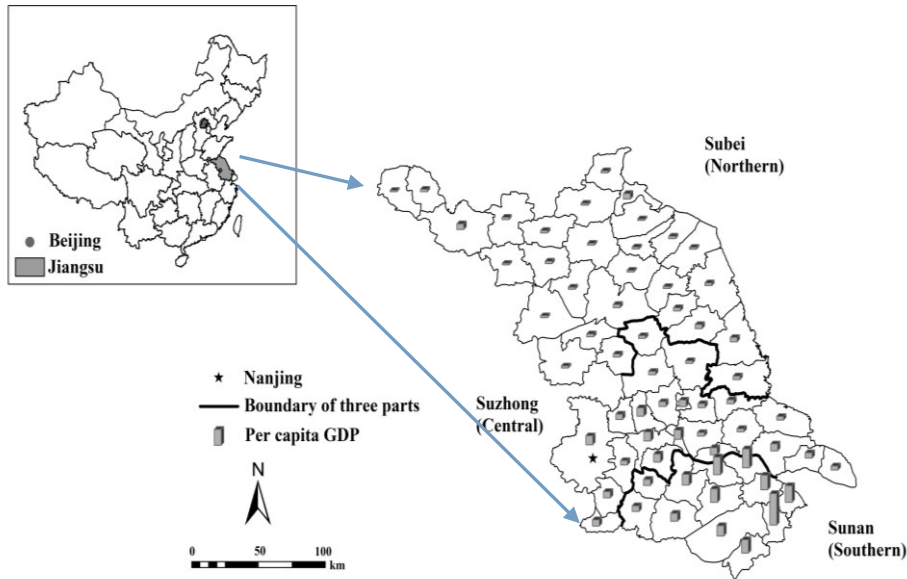 Beijing
Jiangsu
Subei
(Northern)
Nanjing
Boundary of three parts
Per capita GDP
Suzhong
(Central)
N
0 50 100
km
Sunan
(Southern)